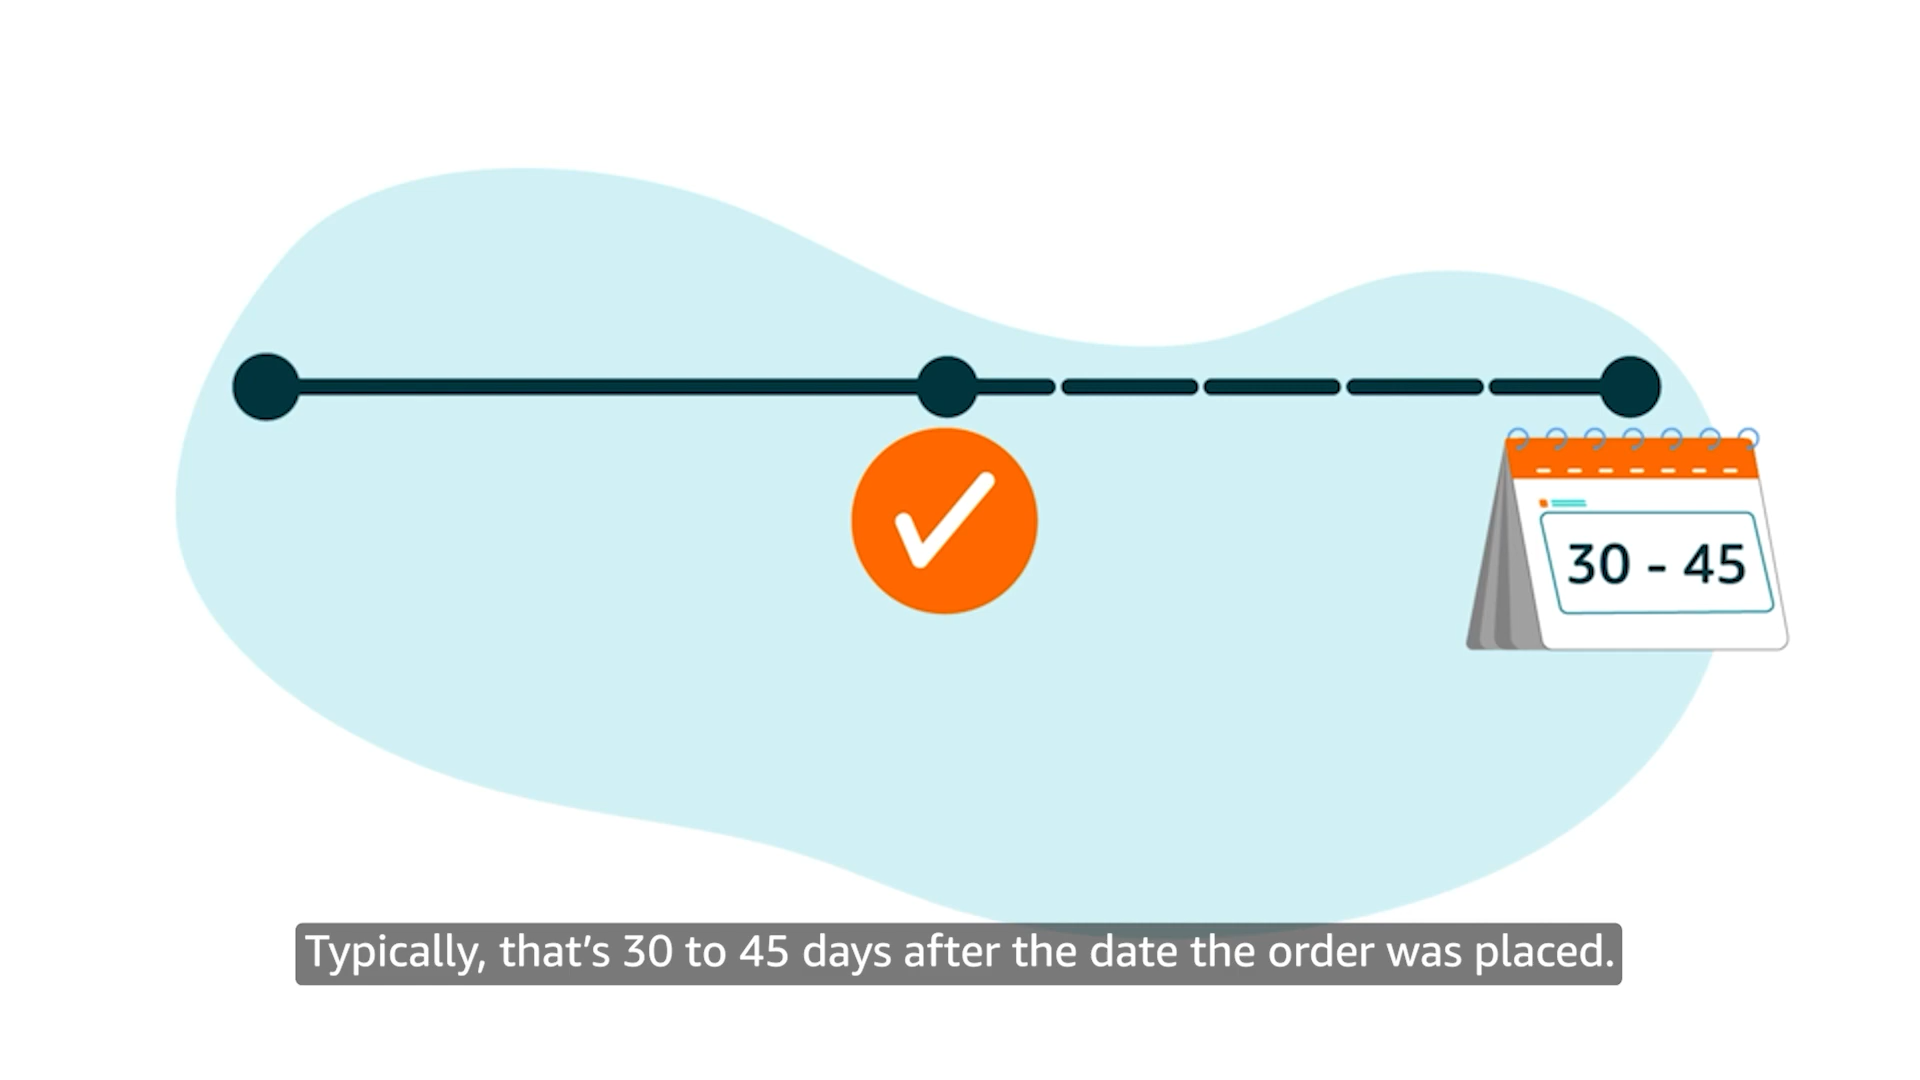 30 - 45
Typically, that’s 30 to 45 days after the date the order was placed.